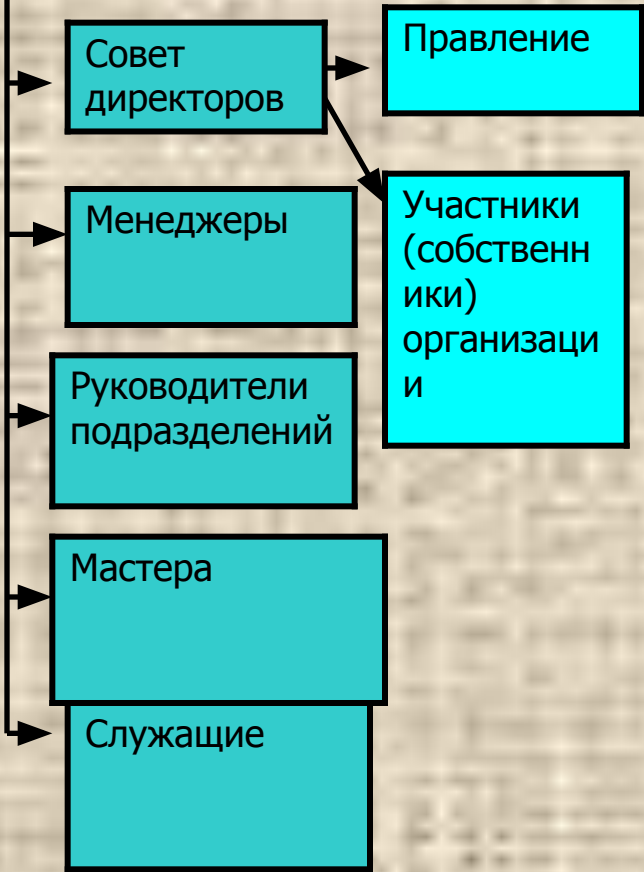 Совет
директоров
Правление
Участники
(собственн
ики)
организаци
и
Менеджеры
Руководители
подразделений
Мастера
Служащие